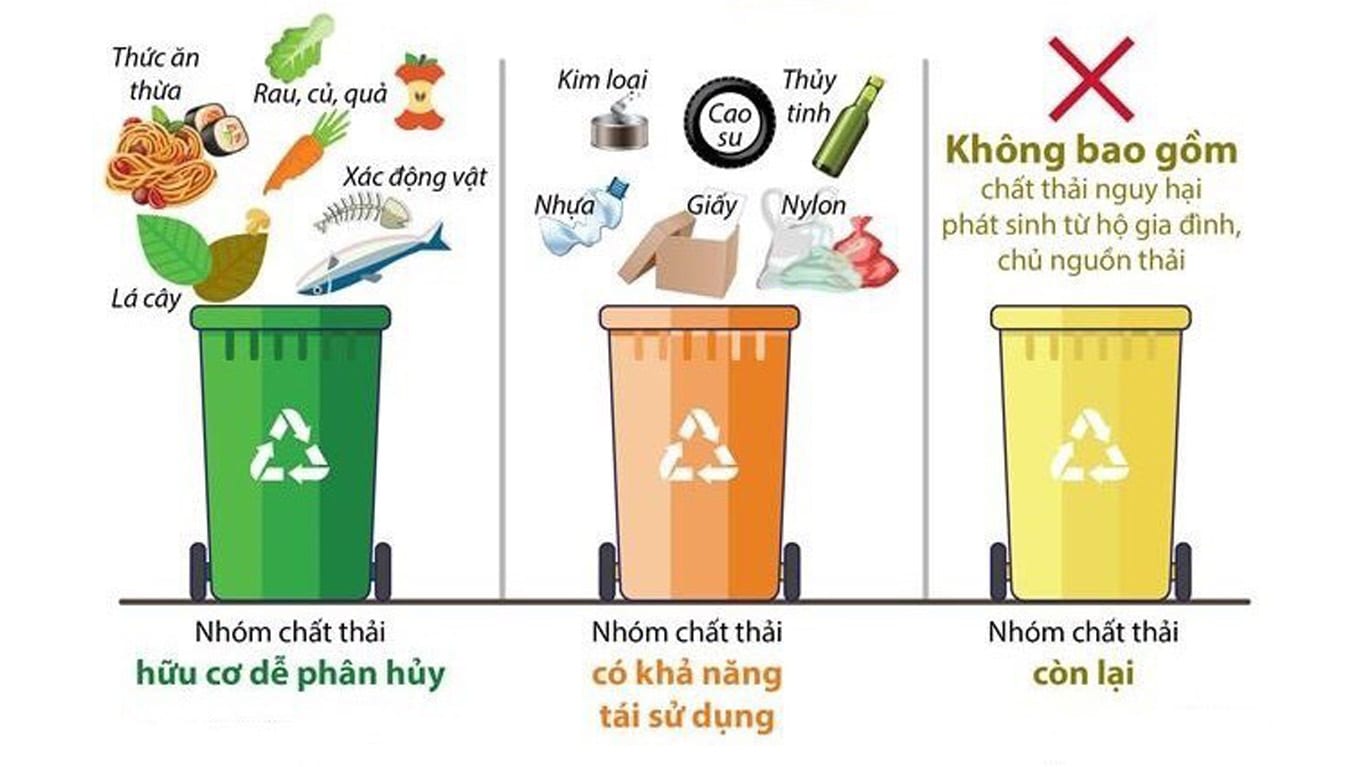 Thức ăn
thừa
Rau, củ, quả
Xác động vật
Lá cây
Nhóm chất thải
hữu cơ dễ phân hủy
Kim loại
Cao
su
Thủy
tinh
Nhựa
Giấy
Nylon
Nhóm chất thải
có khả năng
tái sử dụng
Không bao gồm
chất thải nguy hại
phát sinh từ hộ gia đình,
chủ nguồn thải
Nhóm chất thải
còn lại